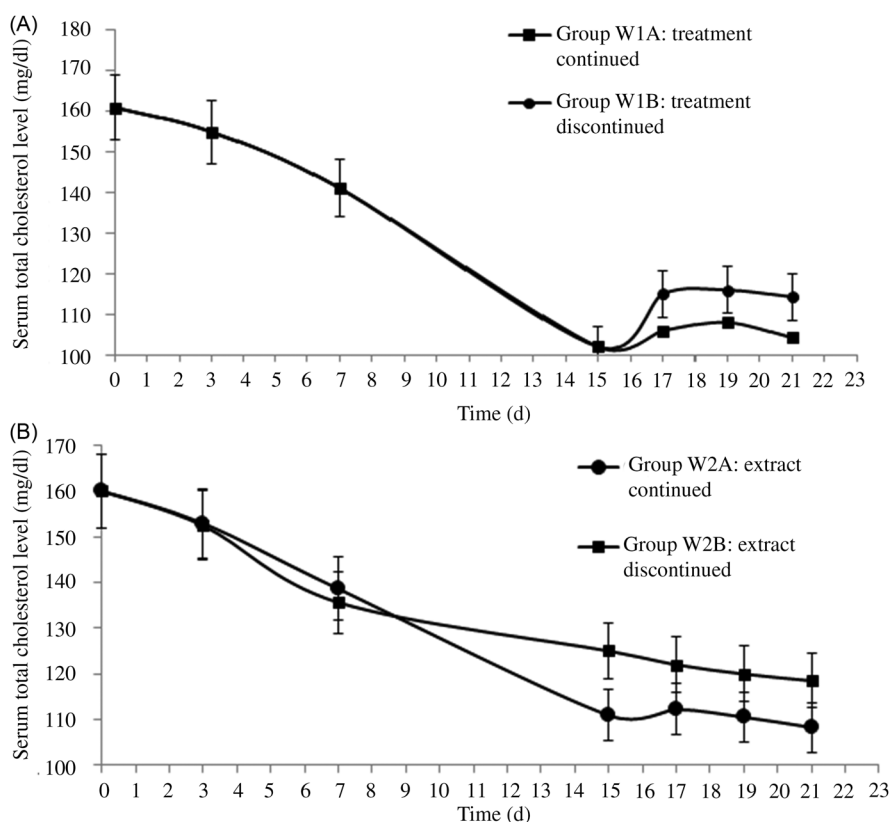 (A)
180
170
160
150
140
130
120
110
100
Serum total cholesterol level (mg/dl)
Group W1A: treatment
continued
Group W1B: treatment
discontinued
0 1 2 3 4 5 6 7 8 9 10 11 12 13 14 15 16 17 18 19 20 21 22 23
Time (d)
(B)
170
160
150
140
130
120
110
100
Serum total cholesterol level (mg/dl)
Group W2A: extract
continued
Group W2B: extract
discontinued
0 1 2 3 4 5 6 7 8 9 10 11 12 13 14 15 16 17 18 19 20 21 22 23
Time (d)